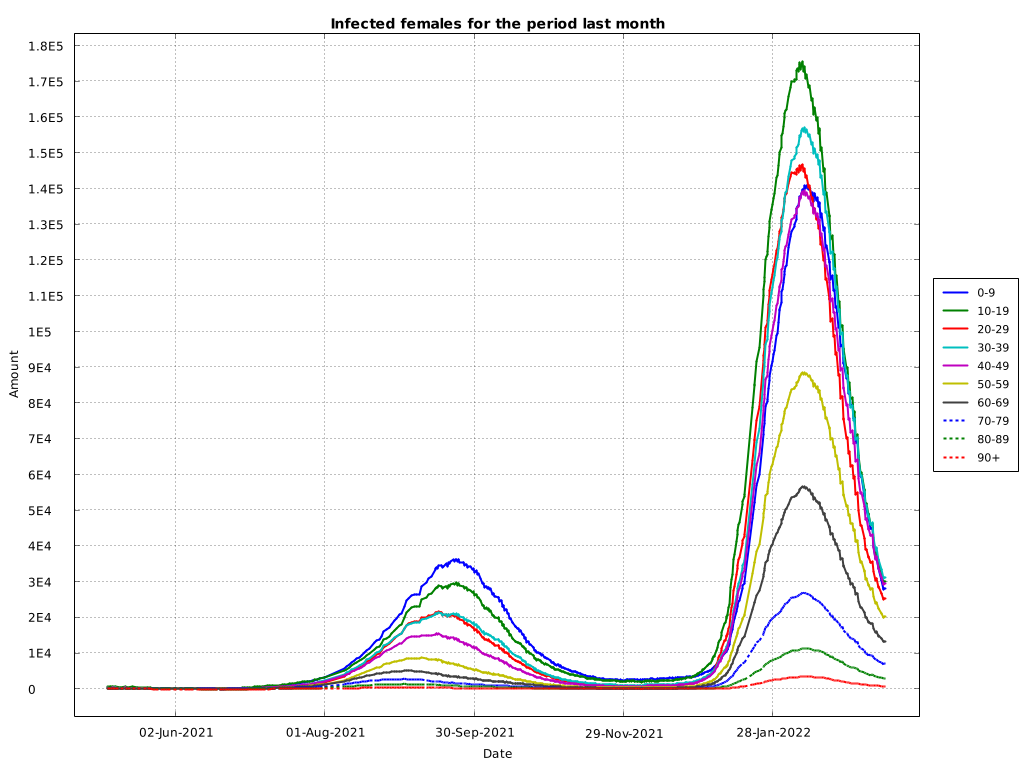 Infected females for the period last month
1.8E5
1.7E5
1.6E5
1.5E5
1.4E5
1.3E5
1.2E5
1.1E5
1E5
9E4
8E4
7E4
6E4
5E4
4E4
3E4
2E4
1E4
0
Amount
02-Jun-2021
01-Aug-2021
30-Sep-2021
29-Nov-2021
28-Jan-2022
Date
0-9
10-19
20-29
30-39
40-49
50-59
60-69
70-79
80-89
90+